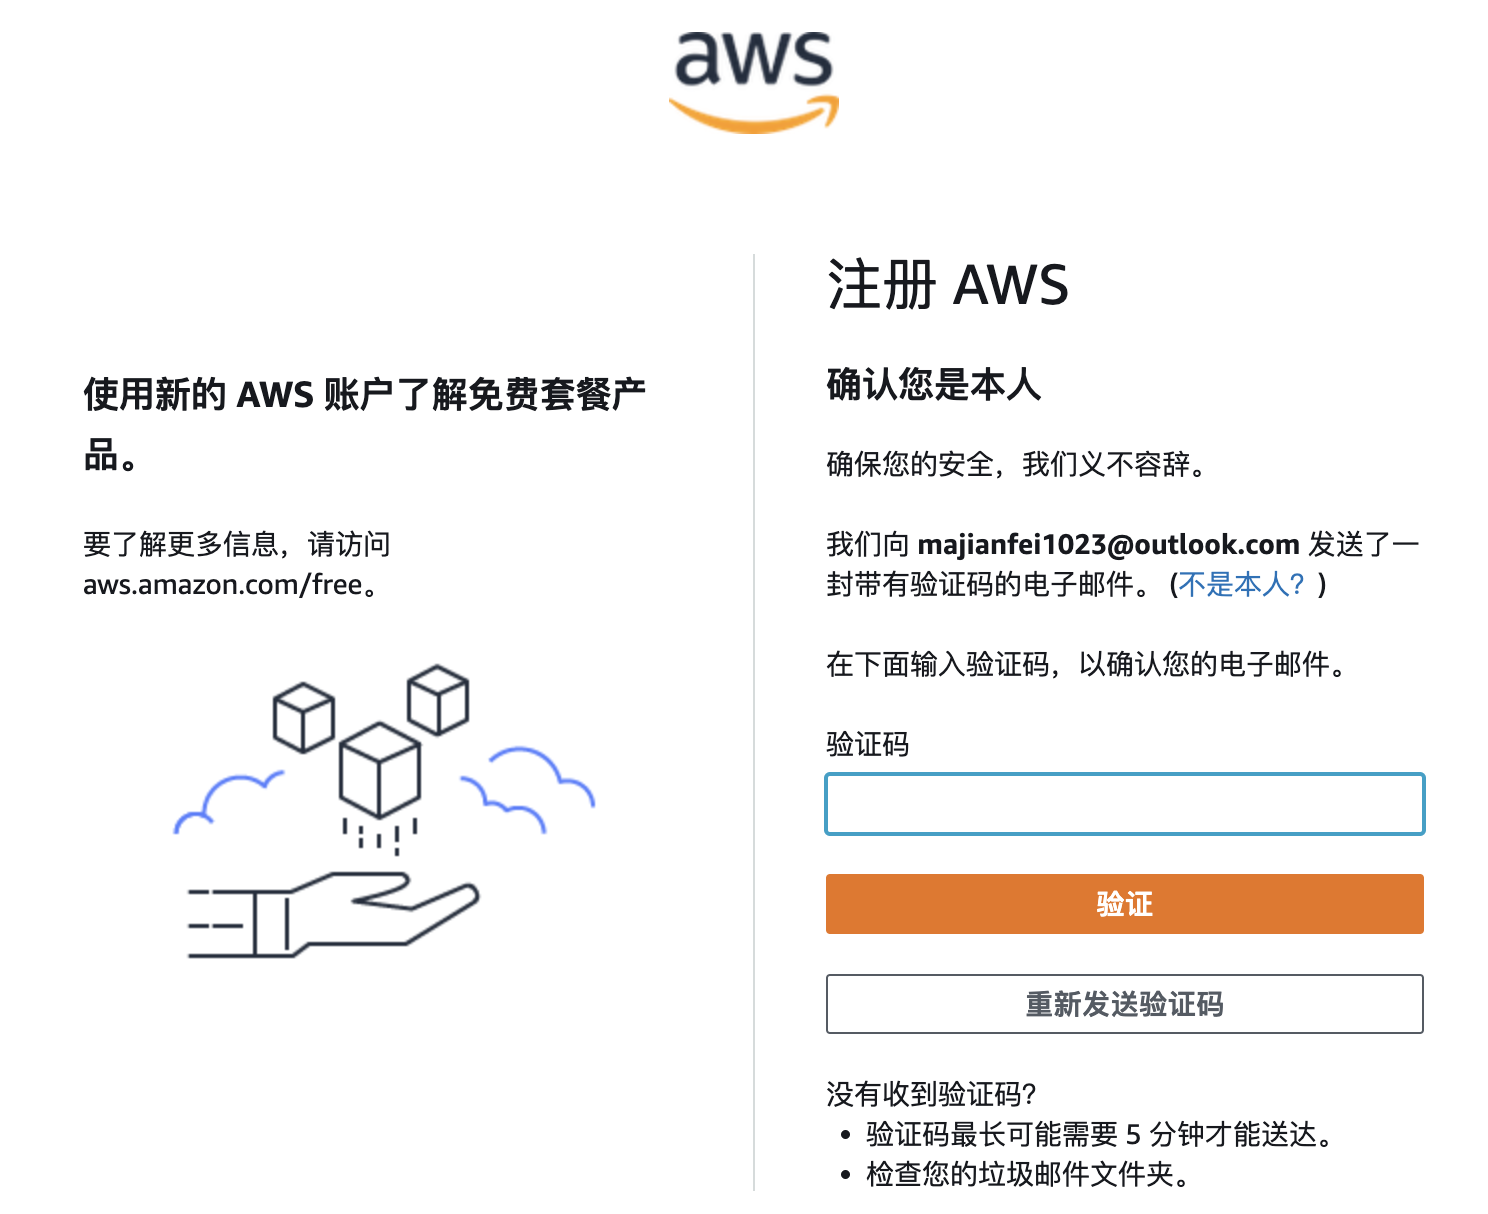 aws
使用新的 AWS 账户了解免费套餐产
品。
要了解更多信息，请访问
aws.amazon.com/free。
注册 AWS
确认您是本人
确保您的安全，我们义不容辞。
我们向 majianfei1023@outlook.com 发送了一
封带有验证码的电子邮件。 (不是本人？)
在下面输入验证码，以确认您的电子邮件。
验证码
验证
重新发送验证码
没有收到验证码？
• 验证码最长可能需要 5 分钟才能送达。
• 检查您的垃圾邮件文件夹。